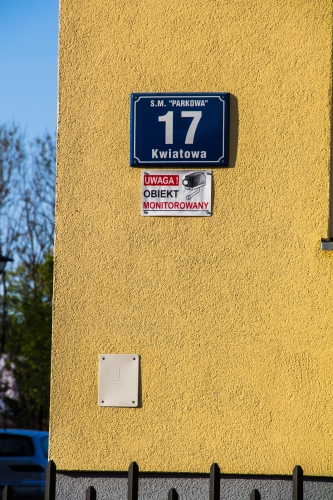 S.M. "PARKOWA"
17
Kwiatowa
UWAGA !
OBIEKT
MONITOROWANY